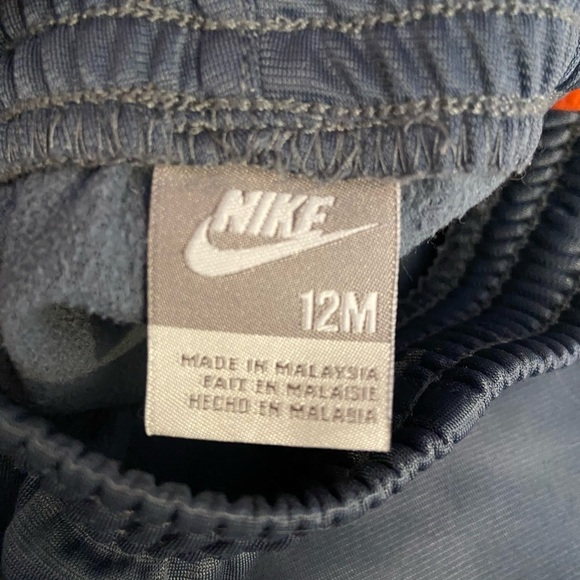 NIKE
12M
MADE IN MALAYSIA
FAIT EN MALAISIE
HECHO EN MALASIA